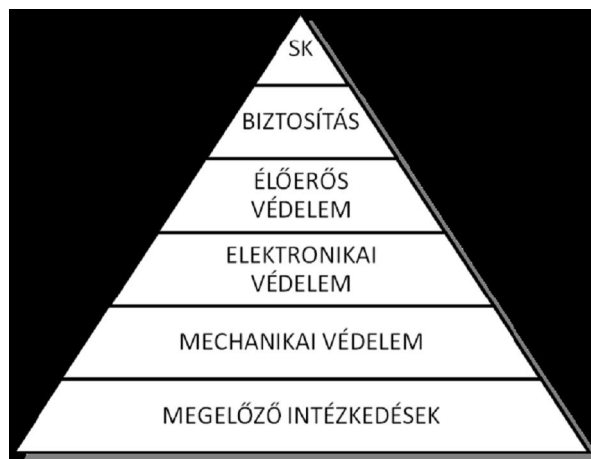 SK
BIZTOSÍTÁS
ÉLŐERŐS
VÉDELEM
ELEKTRONIKAI
VÉDELEM
MECHANIKAI VÉDELEM
MEGELŐZŐ INTÉZKEDÉSEK